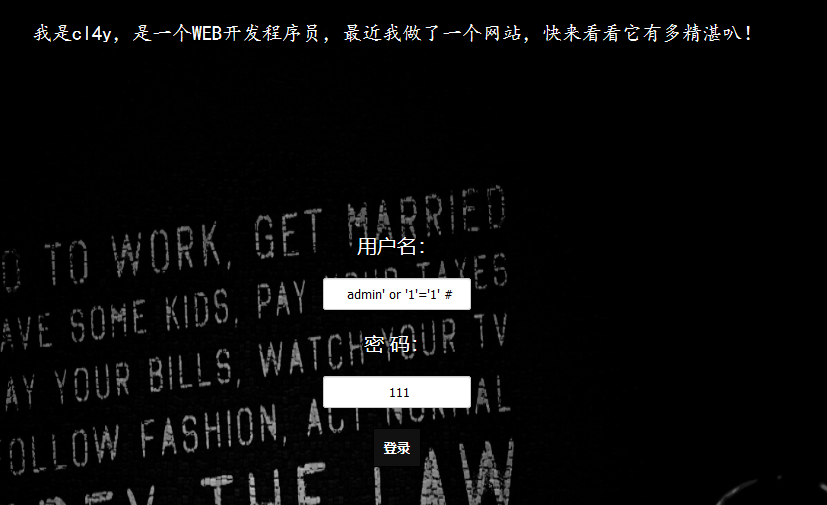 我是cl4y，是一个WEB开发程序员，最近我做了一个网站，快来看看它有多精湛叭！
O TO WORK, GET MARRIED
AVE SOME KIDS, PAY YOUR TAXES
AY YOUR BILLS, WATCH YOUR TV
OLLOW FASHION, ACT NORMAL
OBEY THE LAW
用户名：
admin' or '1'='1' #
密 码：
111
登录